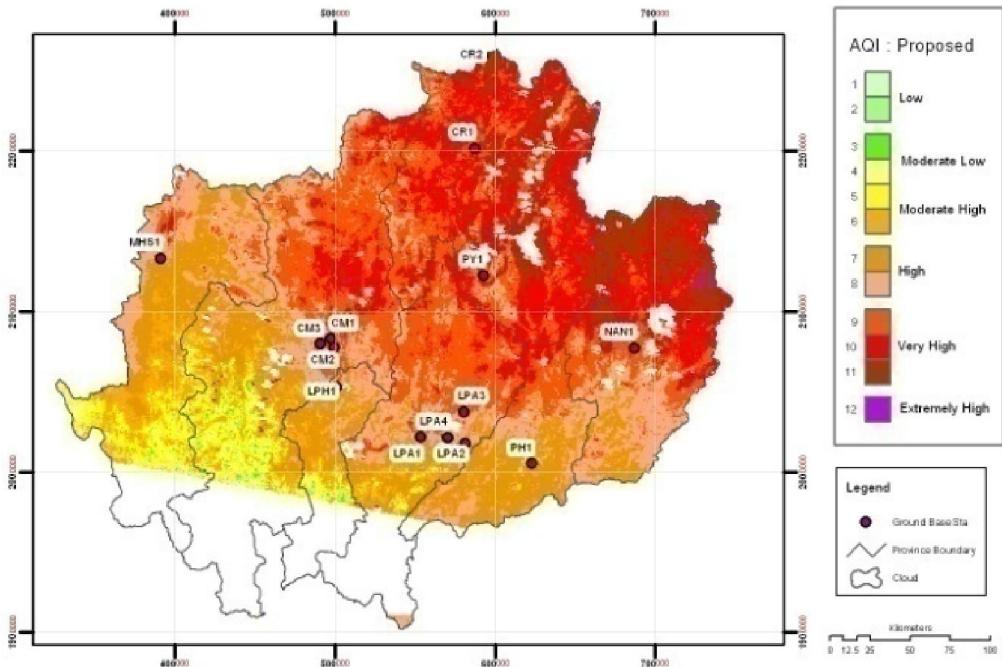 400000 500000 600000 700000
AQI : Proposed
1
2
Low
3
4
Moderate Low
5
6
Moderate High
7
8
High
9
10
11
Very High
12
Extremely High
Legend
Ground Base Sta
Province Boundary
Cloud
Kilometers
0 12.5 25 50 75 100
CR2
CR1
MHS1
PY1
CM3
CM1
CM2
NAN1
LPH1
LPA3
LPA4
LPA1
LPA2
PH1
2200000
2200000
2100000
2100000
2000000
2000000
1900000
1900000
400000 500000 600000 700000